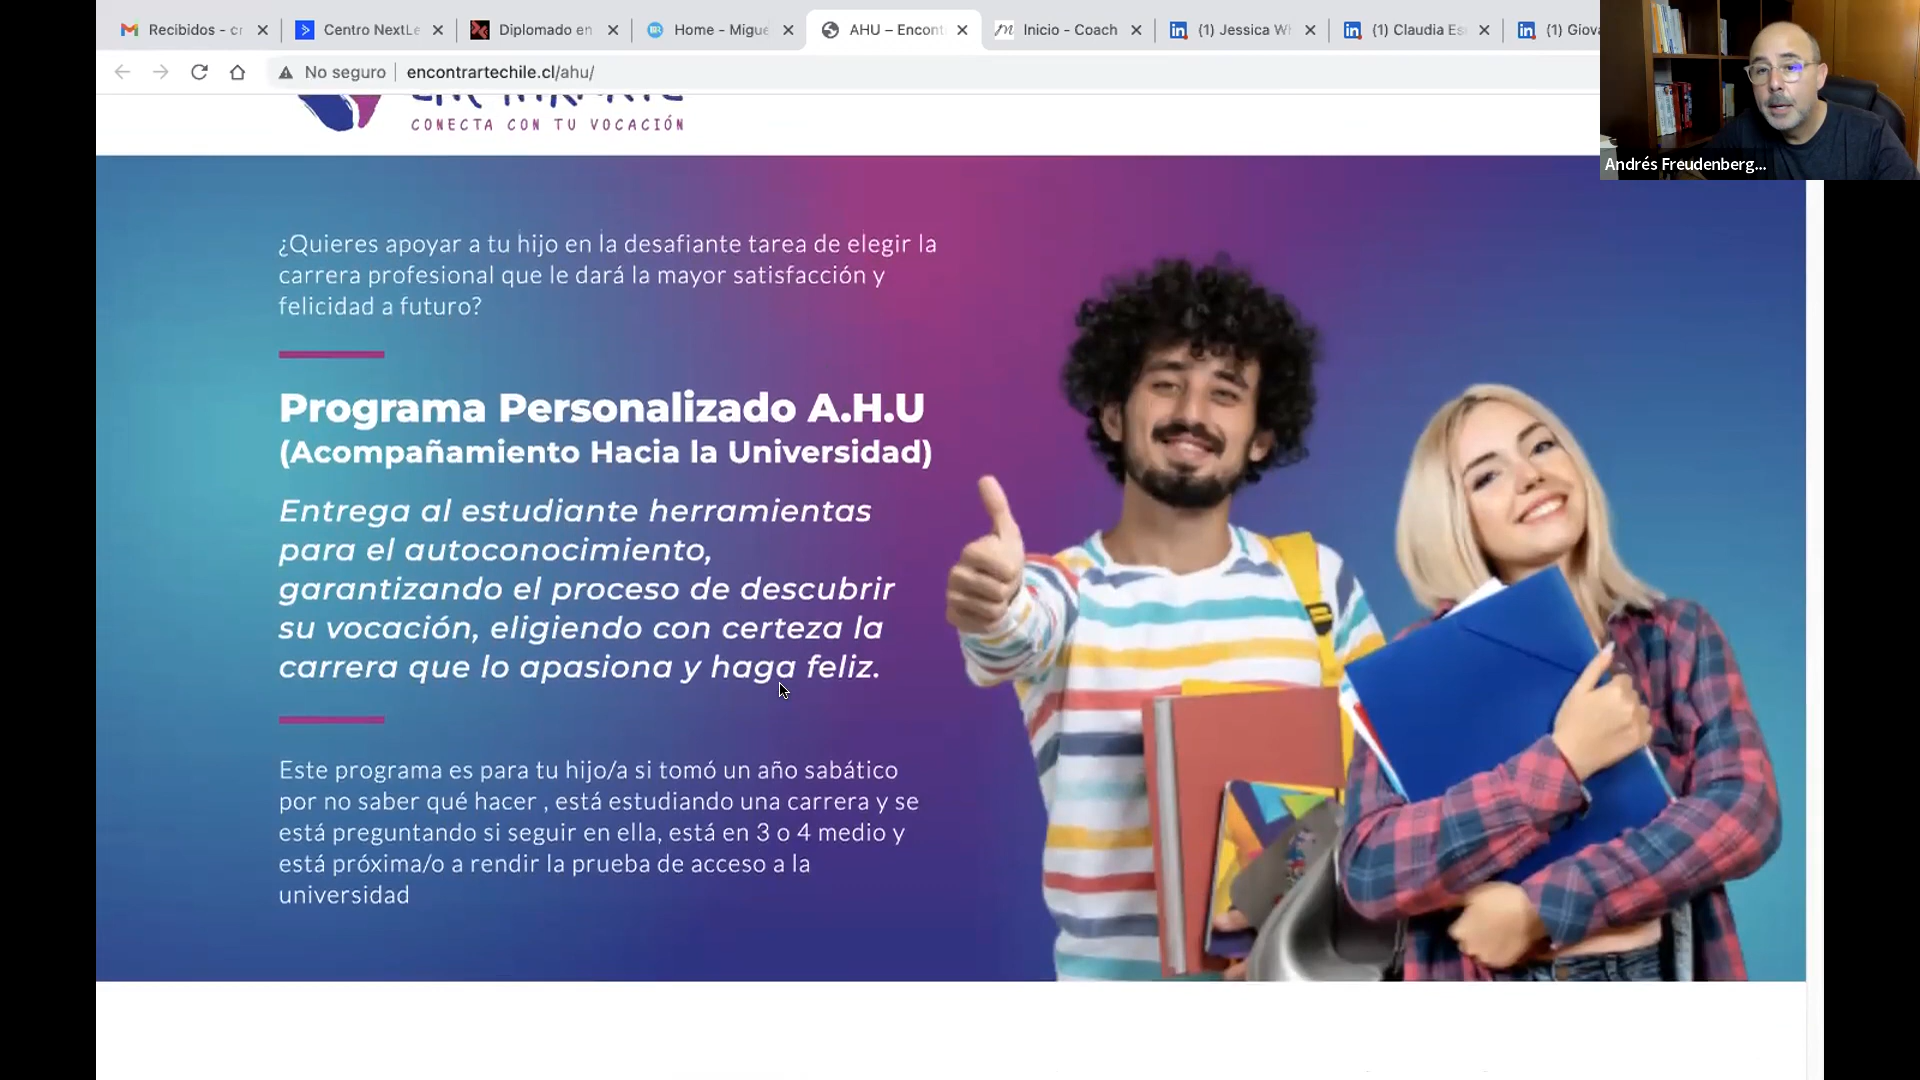 Recibidos - cr
Centro NextLe
Diplomado en
Home - Migue
AHU – Encont
Inicio - Coach
(1) Jessica Wh
(1) Claudia Es
(1) Giova
No seguro
encontrartechile.cl/ahu/
Andrés Freudenberg...
CONECTA CON TU VOCACIÓN
¿Quieres apoyar a tu hijo en la desafiante tarea de elegir la
carrera profesional que le dará la mayor satisfacción y
felicidad a futuro?
Programa Personalizado A.H.U
(Acompañamiento Hacia la Universidad)
Entrega al estudiante herramientas
para el autoconocimiento,
garantizando el proceso de descubrir
su vocación, eligiendo con certeza la
carrera que lo apasiona y haga feliz.
Este programa es para tu hijo/a si tomó un año sabático
por no saber qué hacer , está estudiando una carrera y se
está preguntando si seguir en ella, está en 3 o 4 medio y
está próxima/o a rendir la prueba de acceso a la
universidad